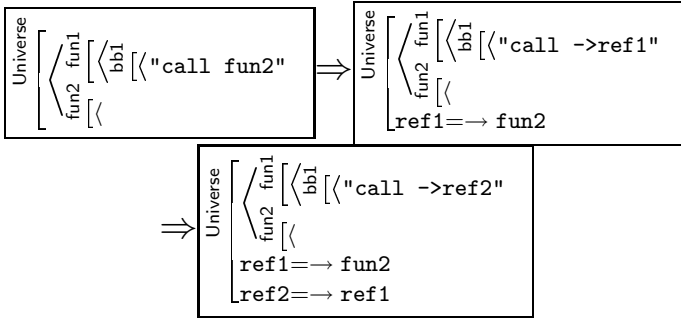 Universe
fun1
bb1
"call fun2"
fun2
⇒
Universe
fun1
bb1
"call ->ref1"
fun2
ref1=→ fun2
⇒
Universe
fun1
bb1
"call ->ref2"
fun2
ref1=→ fun2
ref2=→ ref1